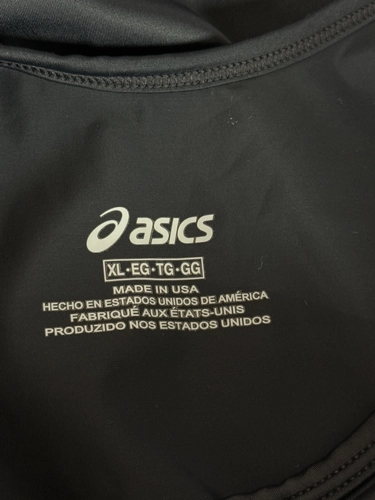 asics
XL•EG•TG•GG
MADE IN USA
HECHO EN ESTADOS UNIDOS DE AMÉRICA
FABRIQUÉ AUX ÉTATS-UNIS
PRODUZIDO NOS ESTADOS UNIDOS